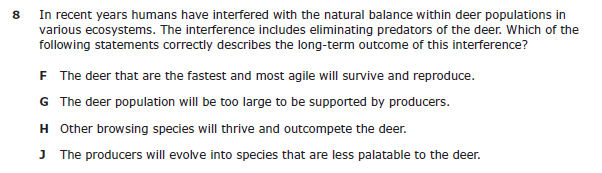 8 In recent years humans have interfered with the natural balance within deer populations in
various ecosystems. The interference includes eliminating predators of the deer. Which of the
following statements correctly describes the long-term outcome of this interference?
F The deer that are the fastest and most agile will survive and reproduce.
G The deer population will be too large to be supported by producers.
H Other browsing species will thrive and outcompete the deer.
J The producers will evolve into species that are less palatable to the deer.